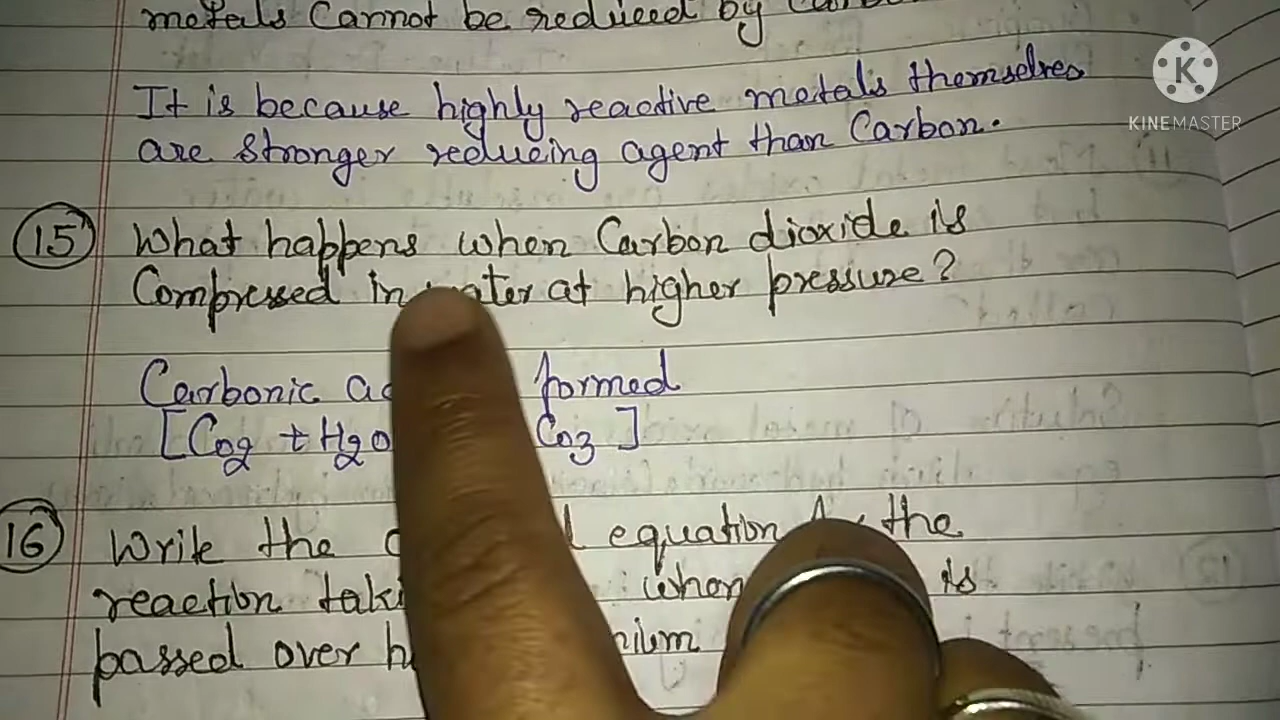 metals Cannot be reduced by
It is because highly reactive metals themselves
are stronger reducing agent than Carbon.
15 What happens when Carbon dioxide is
Compressed in water at higher pressure?
Carbonic formed
[Co2 + H2O Co3 ]
16 Write the equation the
reaction when is
passed over
K
KINEMASTER